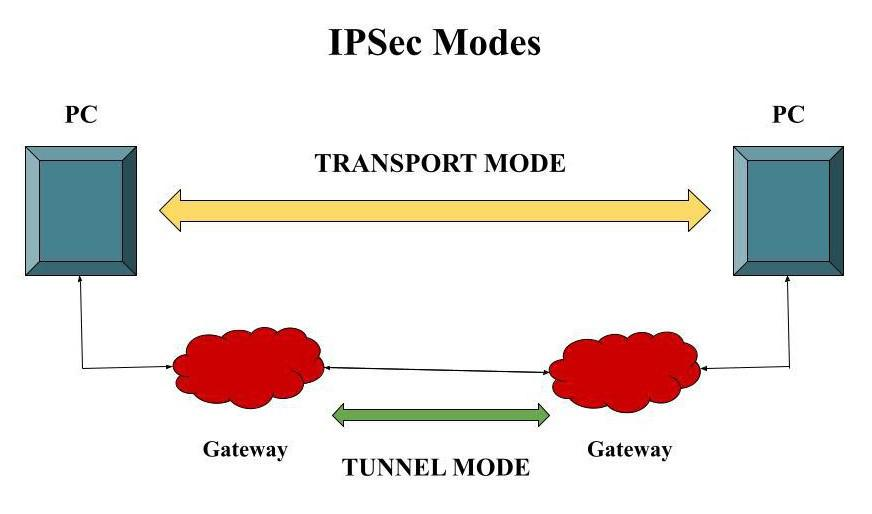 IPSec Modes
PC
PC
TRANSPORT MODE
Gateway
Gateway
TUNNEL MODE